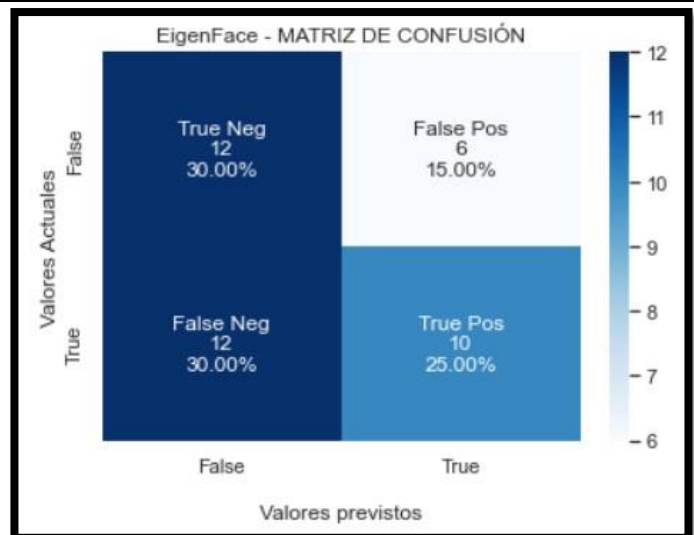 EigenFace - MATRIZ DE CONFUSIÓN
Valores Actuales
False
True
True Neg
12
30.00%
False Pos
6
15.00%
False Neg
12
30.00%
True Pos
10
25.00%
False
True
Valores previstos
12
11
10
9
8
7
6